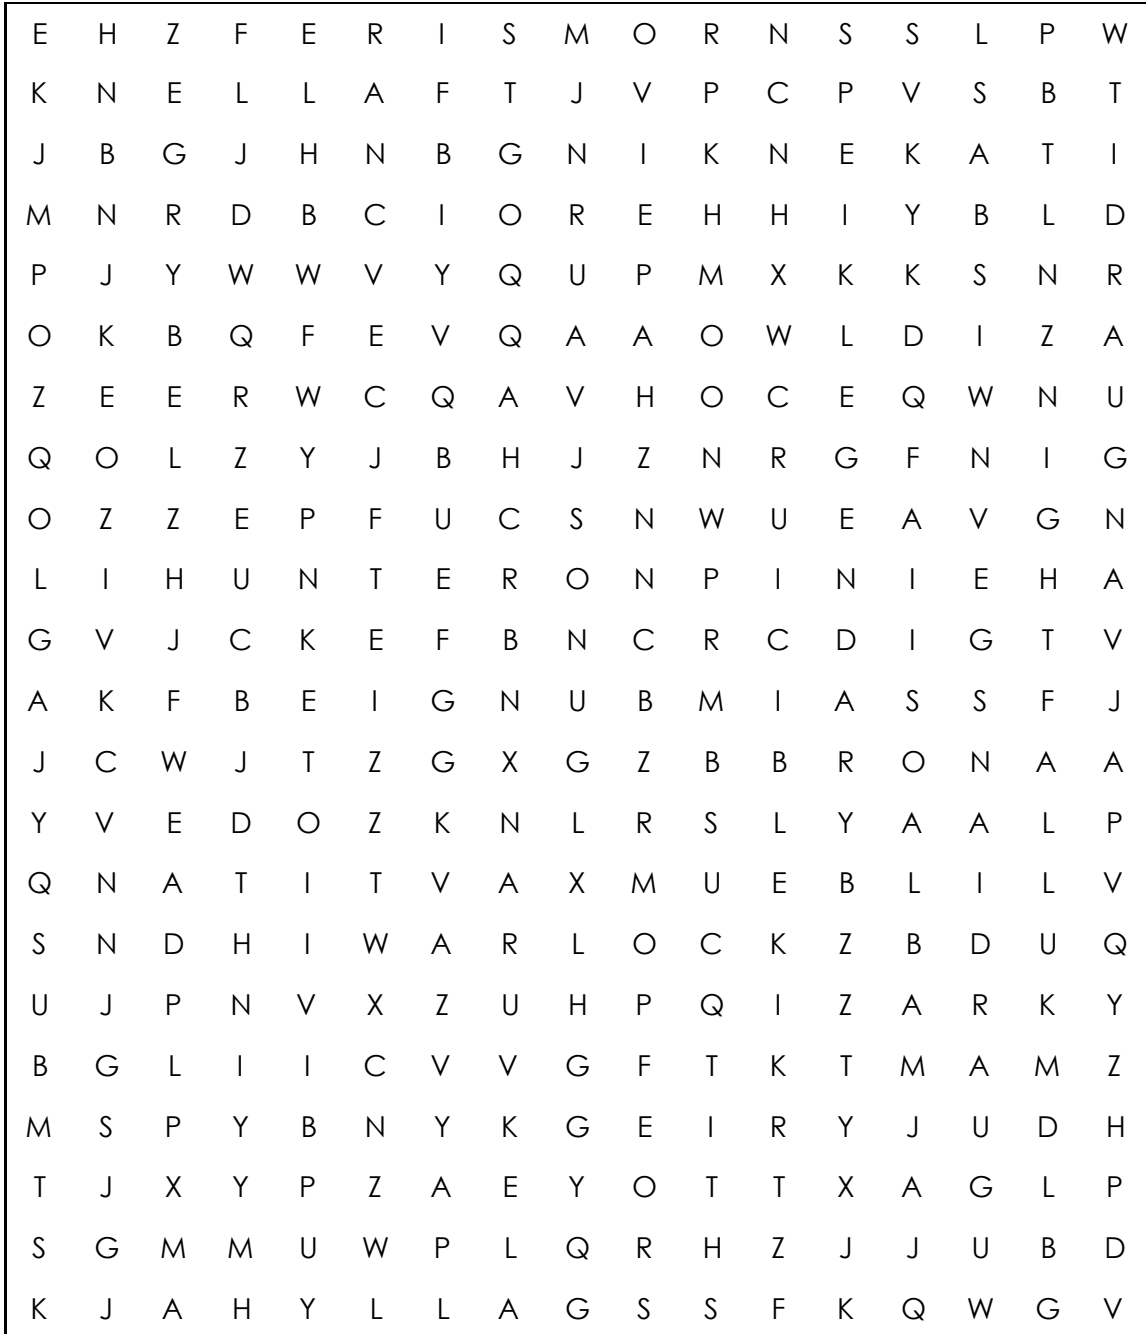 E H Z F E R I S M O R N S S L P W
K N E L L A F T J V P C P V S B T
J B G J H N B G N I K N E K A T I
M N R D B C I O R E H H I Y B L D
P J Y W W V Y Q U P M X K K S N R
O K B Q F E V Q A A O W L D I Z A
Z E E R W C Q A V H O C E Q W N U
Q O L Z Y J B H J Z N R G F N I G
O Z Z E P F U C S N W U E A V G N
L I H U N T E R O N P I N I E H A
G V J C K E F B N C R C D I G T V
A K F B E I G N U B M I A S S F J
J C W J T Z G X G Z B B R O N A A
Y V E D O Z K N L R S L Y A A L P
Q N A T I T V A X M U E B L I L V
S N D H I W A R L O C K Z B D U Q
U J P N V X Z U H P Q I Z A R K Y
B G L I I C V V G F T K T M A M Z
M S P Y B N Y K G E I R Y J U D H
T J X Y P Z A E Y O T T X A G L P
S G M M U W P L Q R H Z J J U B D
K J A H Y L L A G S S F K Q W G V